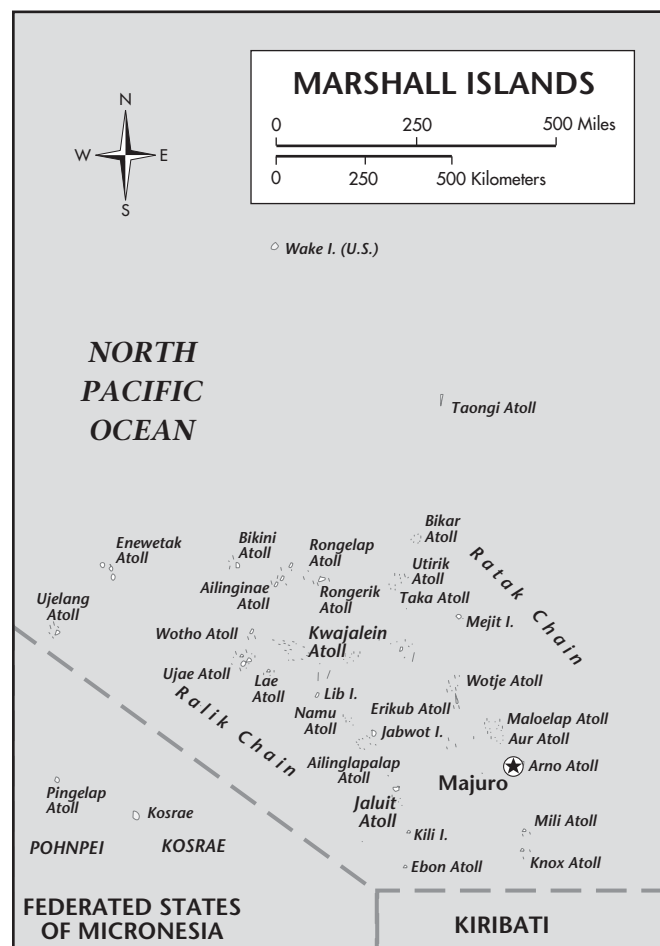 MARSHALL ISLANDS
0 250 500 Miles
0 250 500 Kilometers
N
W E
S
Wake I. (U.S.)
NORTH
PACIFIC
OCEAN
Taongi Atoll
Bikar
Atoll
Enewetak
Atoll
Bikini
Atoll
Rongelap
Atoll
Utirik
Atoll
Ratak Chain
Ailinginae
Atoll
Rongerik
Atoll
Taka Atoll
Ujelang
Atoll
Mejit I.
Wotho Atoll
Kwajalein
Atoll
Ujae Atoll
Lae
Atoll
Wotje Atoll
Ralik Chain
Lib I.
Erikub Atoll
Namu
Atoll
Jabwot I.
Maloelap Atoll
Aur Atoll
Ailinglapalap
Atoll
Majuro
Arno Atoll
Pingelap
Atoll
Jaluit
Atoll
Kosrae
Kili I.
Mili Atoll
POHNPEI
KOSRAE
Ebon Atoll
Knox Atoll
FEDERATED STATES
OF MICRONESIA
KIRIBATI